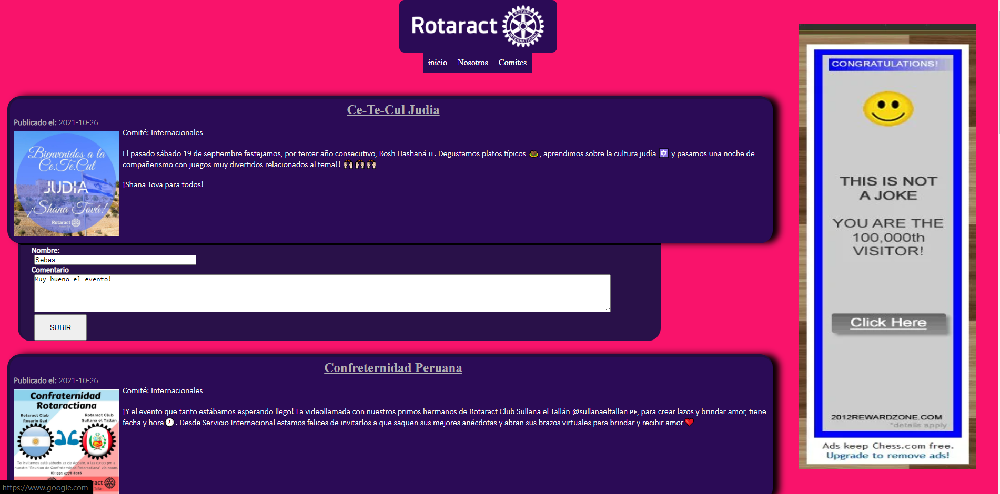 Rotaract
ROTARY
INTERNATIONAL
inicio Nosotros Comites
Ce-Te-Cul Judia
Publicado el: 2021-10-26
Bienvenidos a la
Ce.Te.Cul
JUDIA
¡Shana Tová!
Rotaract
Comité: Internacionales
El pasado sábado 19 de septiembre festejamos, por tercer año consecutivo, Rosh Hashaná IL. Degustamos platos típicos 🥙, aprendimos sobre la cultura judía ✡ y pasamos una noche de
compañerismo con juegos muy divertidos relacionados al tema!! 🙌🏼🙌🏼🙌🏼
¡Shana Tova para todos!
Nombre:
Sebas
Comentario
Muy bueno el evento!
SUBIR
Confreternidad Peruana
Publicado el: 2021-10-26
Confraternidad
Rotaractiana
Rotaract Club
Rosario Sud
Rotaract Club
Sullana el Tallán
Te invitamos esté sábado 22 de Agosto, a las 07:00 pm a
nuestra "Reunion de Confraternidad Rotaractiana" via zoom.
ID: 991 4778 8016
Comité: Internacionales
¡Y el evento que tanto estábamos esperando llego! La videollamada con nuestros primos hermanos de Rotaract Club Sullana el Tallán @sullanaeltallan PE, para crear lazos y brindar amor, tiene
fecha y hora🕖. Desde Servicio Internacional estamos felices de invitarlos a que saquen sus mejores anécdotas y abran sus brazos virtuales para brindar y recibir amor❤️
https://www.google.com
CONGRATULATIONS!
THIS IS NOT
A JOKE
YOU ARE THE
100,000th
VISITOR!
Click Here
2012REWARDZONE.COM
*details apply
Ads keep Chess.com free.
Upgrade to remove ads!